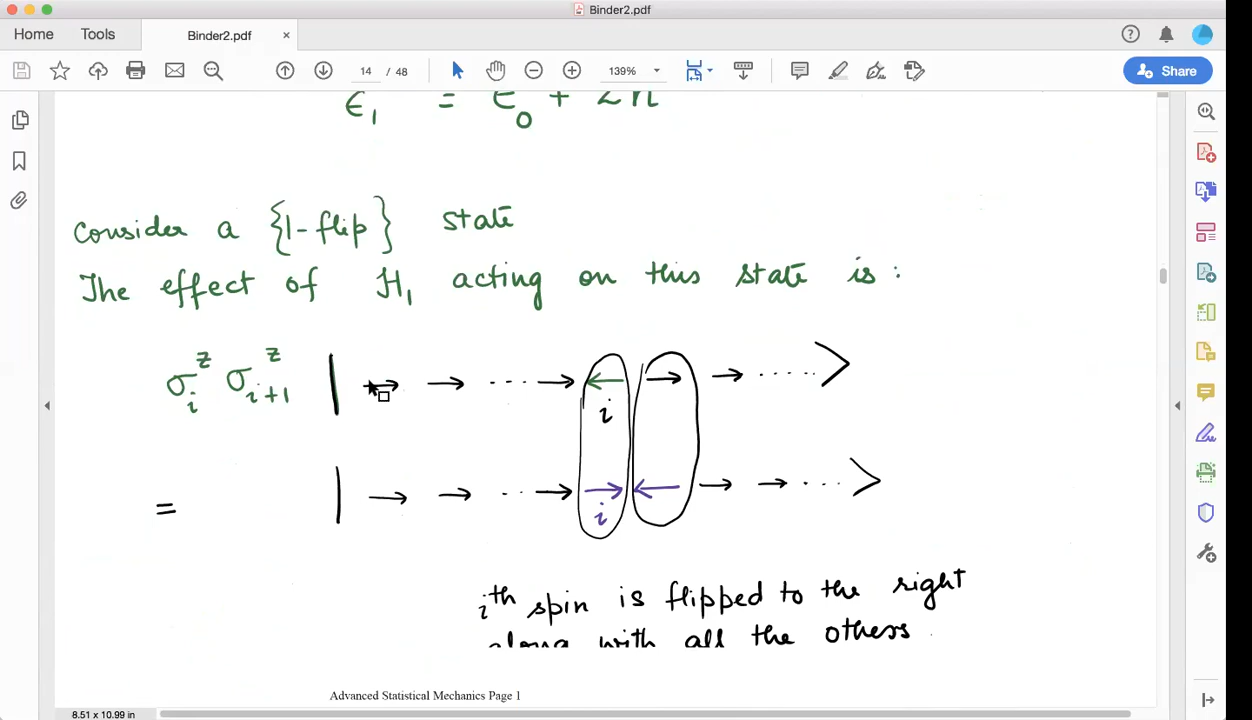 Binder2.pdf
Home Tools Binder2.pdf ×
14 / 48 139% Share
ϵ₁ = ϵ₀ + 2h
Consider a {1-flip} state
The effect of H₁ acting on this state is :
σᵢᶻ σᵢ₊₁ᶻ | → → ... → ← → → ..... >
i
= | → → ... → → ← → → ... >
i
iᵗʰ spin is flipped to the right
along with all the others
Advanced Statistical Mechanics Page 1
8.51 x 10.99 in